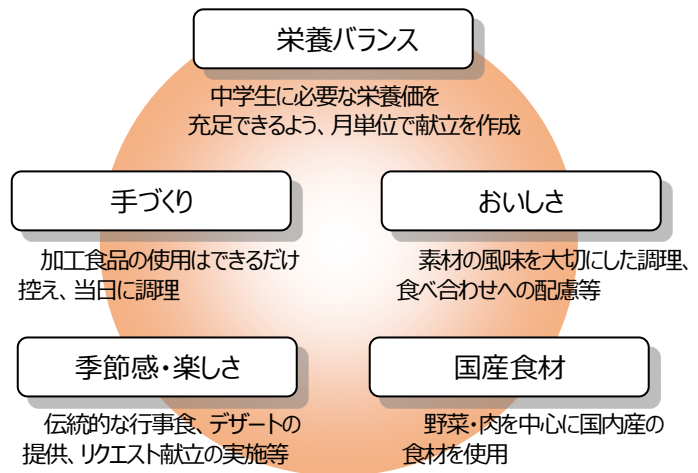 栄養バランス
中学生に必要な栄養価を
充足できるよう、月単位で献立を作成
手づくり
加工食品の使用はできるだけ
控え、当日に調理
おいしさ
素材の風味を大切にした調理、
食べ合わせへの配慮等
季節感・楽しさ
伝統的な行事食、デザートの
提供、リクエスト献立の実施等
国産食材
野菜・肉を中心に国内産の
食材を使用